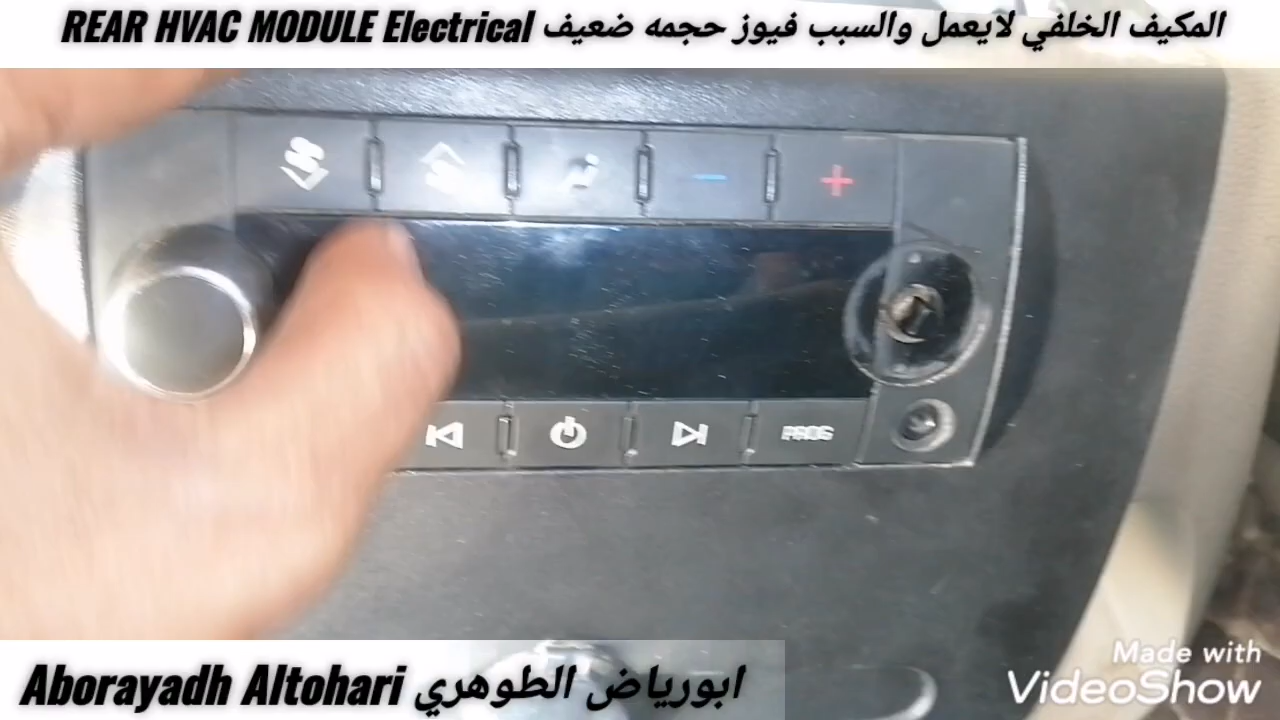 REAR HVAC MODULE Electrical المكيف الخلفي لايعمل والسبب فيوز حجمه ضعيف
PROG
Aborayadh Altohari ابورياض الطوهري
Made with
VideoShow